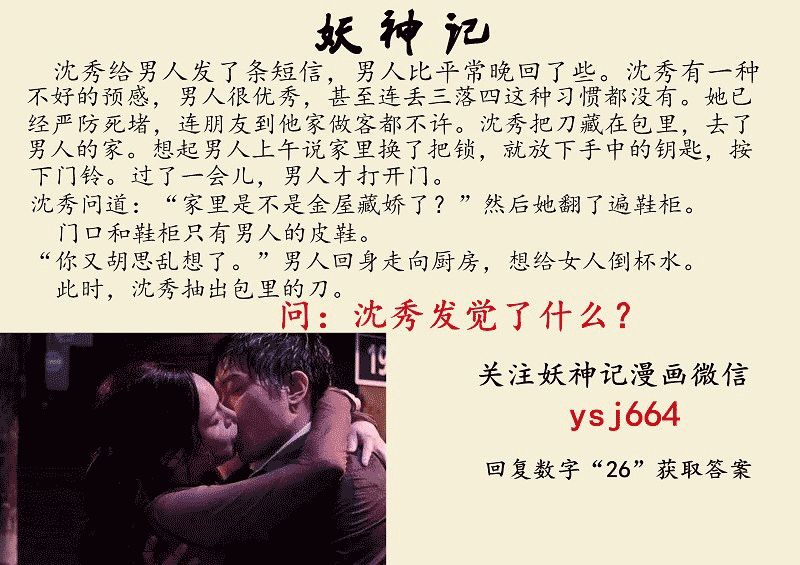 妖神记
沈秀给男人发了条短信，男人比平常晚回了些。沈秀有一种
不好的预感，男人很优秀，甚至连丢三落四这种习惯都没有。她已
经严防死堵，连朋友到他家做客都不许。沈秀把刀藏在包里，去了
男人的家。想起男人上午说家里换了把锁，就放下手中的钥匙，按
下门铃。过了一会儿，男人才打开门。
沈秀问道：“家里是不是金屋藏娇了？”然后她翻了遍鞋柜。
门口和鞋柜只有男人的皮鞋。
“你又胡思乱想了。”男人回身走向厨房，想给女人倒杯水。
此时，沈秀抽出包里的刀。
问：沈秀发觉了什么？
19
关注妖神记漫画微信
ysj664
回复数字“26”获取答案